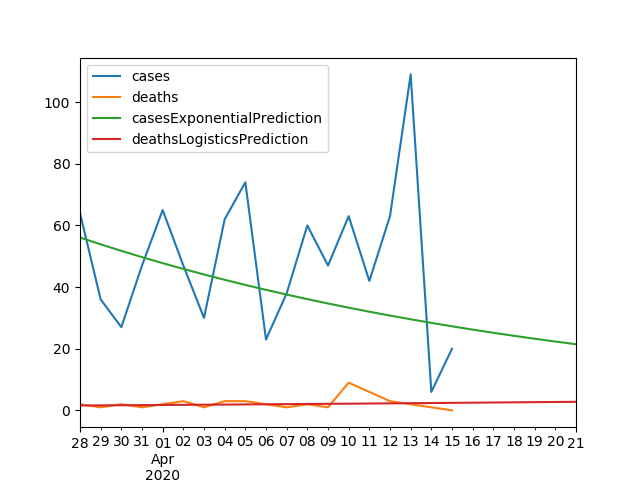 cases
deaths
casesExponentialPrediction
deathsLogisticsPrediction
100
80
60
40
20
0
28 29 30 31 01 02 03 04 05 06 07 08 09 10 11 12 13 14 15 16 17 18 19 20 21
Apr
2020